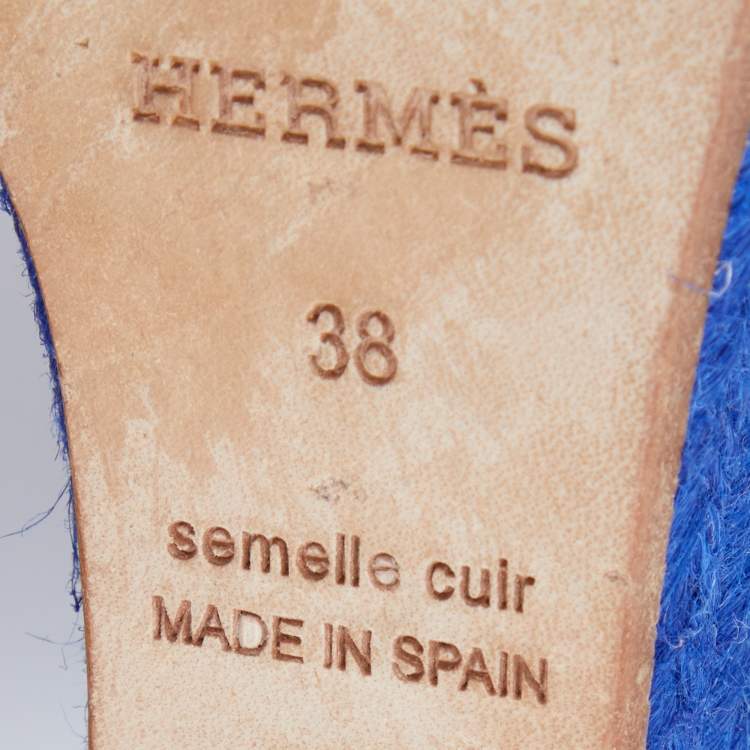 HERMÈS
38
semelle cuir
MADE IN SPAIN